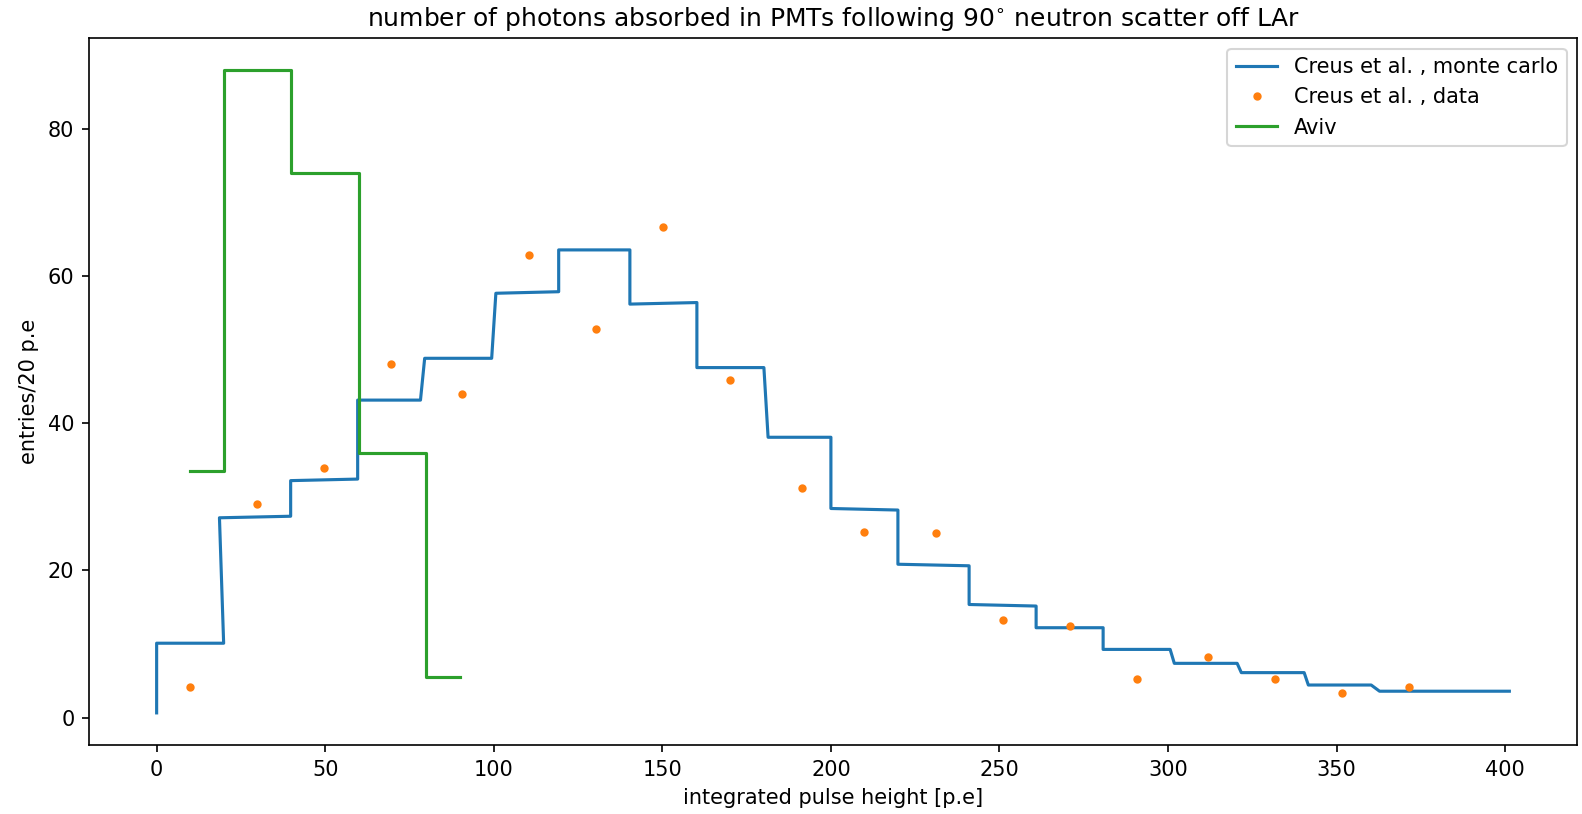 number of photons absorbed in PMTs following 90° neutron scatter off LAr
Creus et al. , monte carlo
Creus et al. , data
Aviv
entries/20 p.e
80
60
40
20
0
0 50 100 150 200 250 300 350 400
integrated pulse height [p.e]